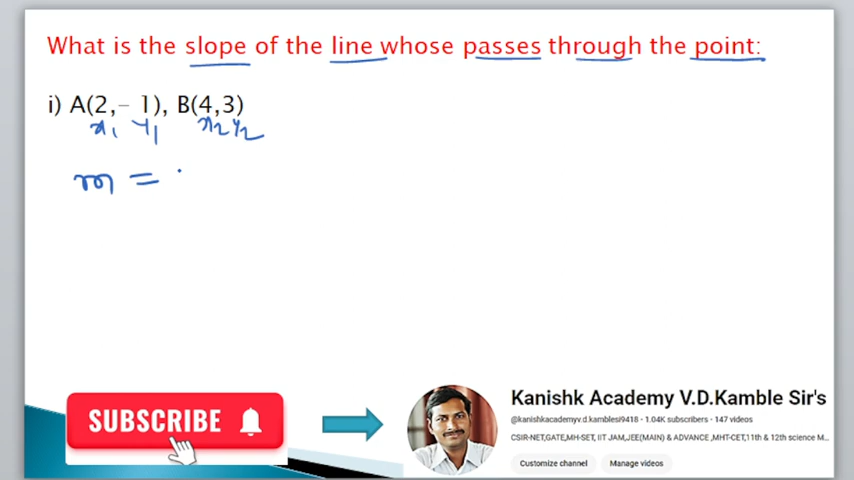 What is the slope of the line whose passes through the point:
i) A(2,– 1), B(4,3)
x₁ y₁ x₂ y₂
m =
SUBSCRIBE
Kanishk Academy V.D.Kamble Sir's
@kanishkacademyv.d.kamblesi9418 · 1.04K subscribers · 147 videos
CSIR-NET,GATE,MH-SET, IIT JAM,JEE(MAIN) & ADVANCE ,MHT-CET,11th & 12th science M...
Customize channel Manage videos